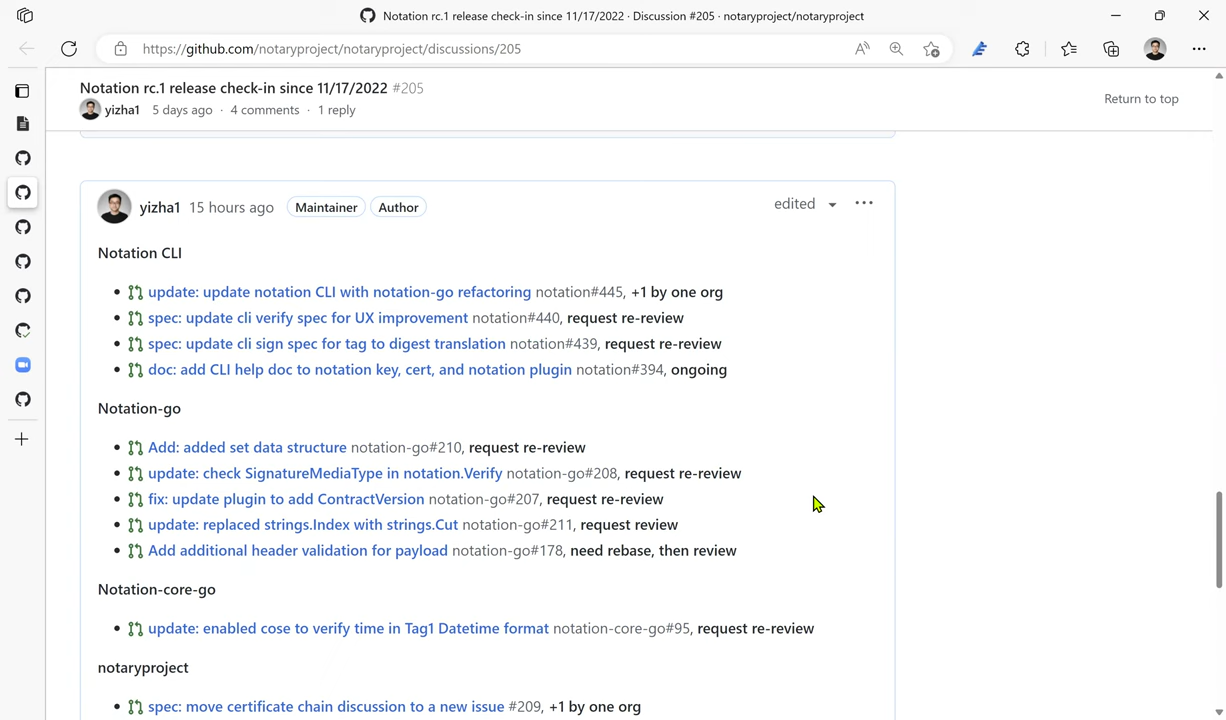 Notation rc.1 release check-in since 11/17/2022 · Discussion #205 · notaryproject/notaryproject
https://github.com/notaryproject/notaryproject/discussions/205
Notation rc.1 release check-in since 11/17/2022 #205
yizha1 5 days ago · 4 comments · 1 reply
Return to top
yizha1 15 hours ago Maintainer Author edited
Notation CLI
update: update notation CLI with notation-go refactoring notation#445, +1 by one org
spec: update cli verify spec for UX improvement notation#440, request re-review
spec: update cli sign spec for tag to digest translation notation#439, request re-review
doc: add CLI help doc to notation key, cert, and notation plugin notation#394, ongoing
Notation-go
Add: added set data structure notation-go#210, request re-review
update: check SignatureMediaType in notation.Verify notation-go#208, request re-review
fix: update plugin to add ContractVersion notation-go#207, request re-review
update: replaced strings.Index with strings.Cut notation-go#211, request review
Add additional header validation for payload notation-go#178, need rebase, then review
Notation-core-go
update: enabled cose to verify time in Tag1 Datetime format notation-core-go#95, request re-review
notaryproject
spec: move certificate chain discussion to a new issue #209, +1 by one org